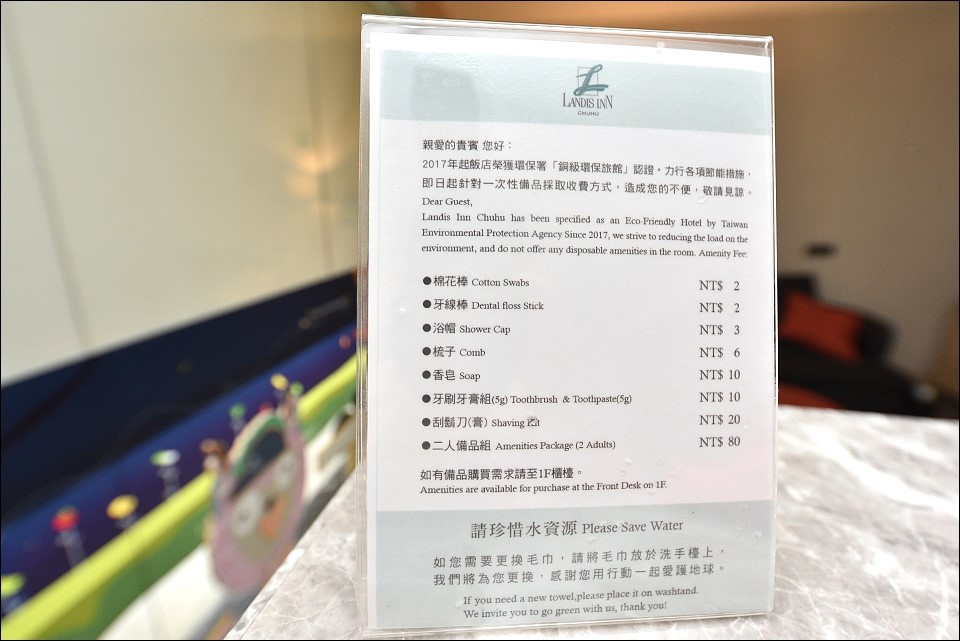 L
LANDIS INN
CHUHU
親愛的貴賓 您好：
2017年起飯店榮獲環保署「銅級環保旅館」認證，力行各項節能措施，
即日起針對一次性備品採取收費方式，造成您的不便，敬請見諒。
Dear Guest,
Landis Inn Chuhu has been specified as an Eco-Friendly Hotel by Taiwan
Environmental Protection Agency Since 2017, we strive to reducing the load on the
environment, and do not offer any disposable amenities in the room. Amenity Fee:
●棉花棒 Cotton Swabs NT$ 2
●牙線棒 Dental floss Stick NT$ 2
●浴帽 Shower Cap NT$ 3
●梳子 Comb NT$ 6
●香皂 Soap NT$ 10
●牙刷牙膏組(5g) Toothbrush & Toothpaste(5g) NT$ 10
●刮鬍刀(膏) Shaving Kit NT$ 20
●二人備品組 Amenities Package (2 Adults) NT$ 80
如有備品購買需求請至1F櫃檯。
Amenities are available for purchase at the Front Desk on 1F.
請珍惜水資源 Please Save Water
如您需要更換毛巾，請將毛巾放於洗手檯上，
我們將為您更換，感謝您用行動一起愛護地球。
If you need a new towel,please place it on washtand.
We invite you to go green with us, thank you!